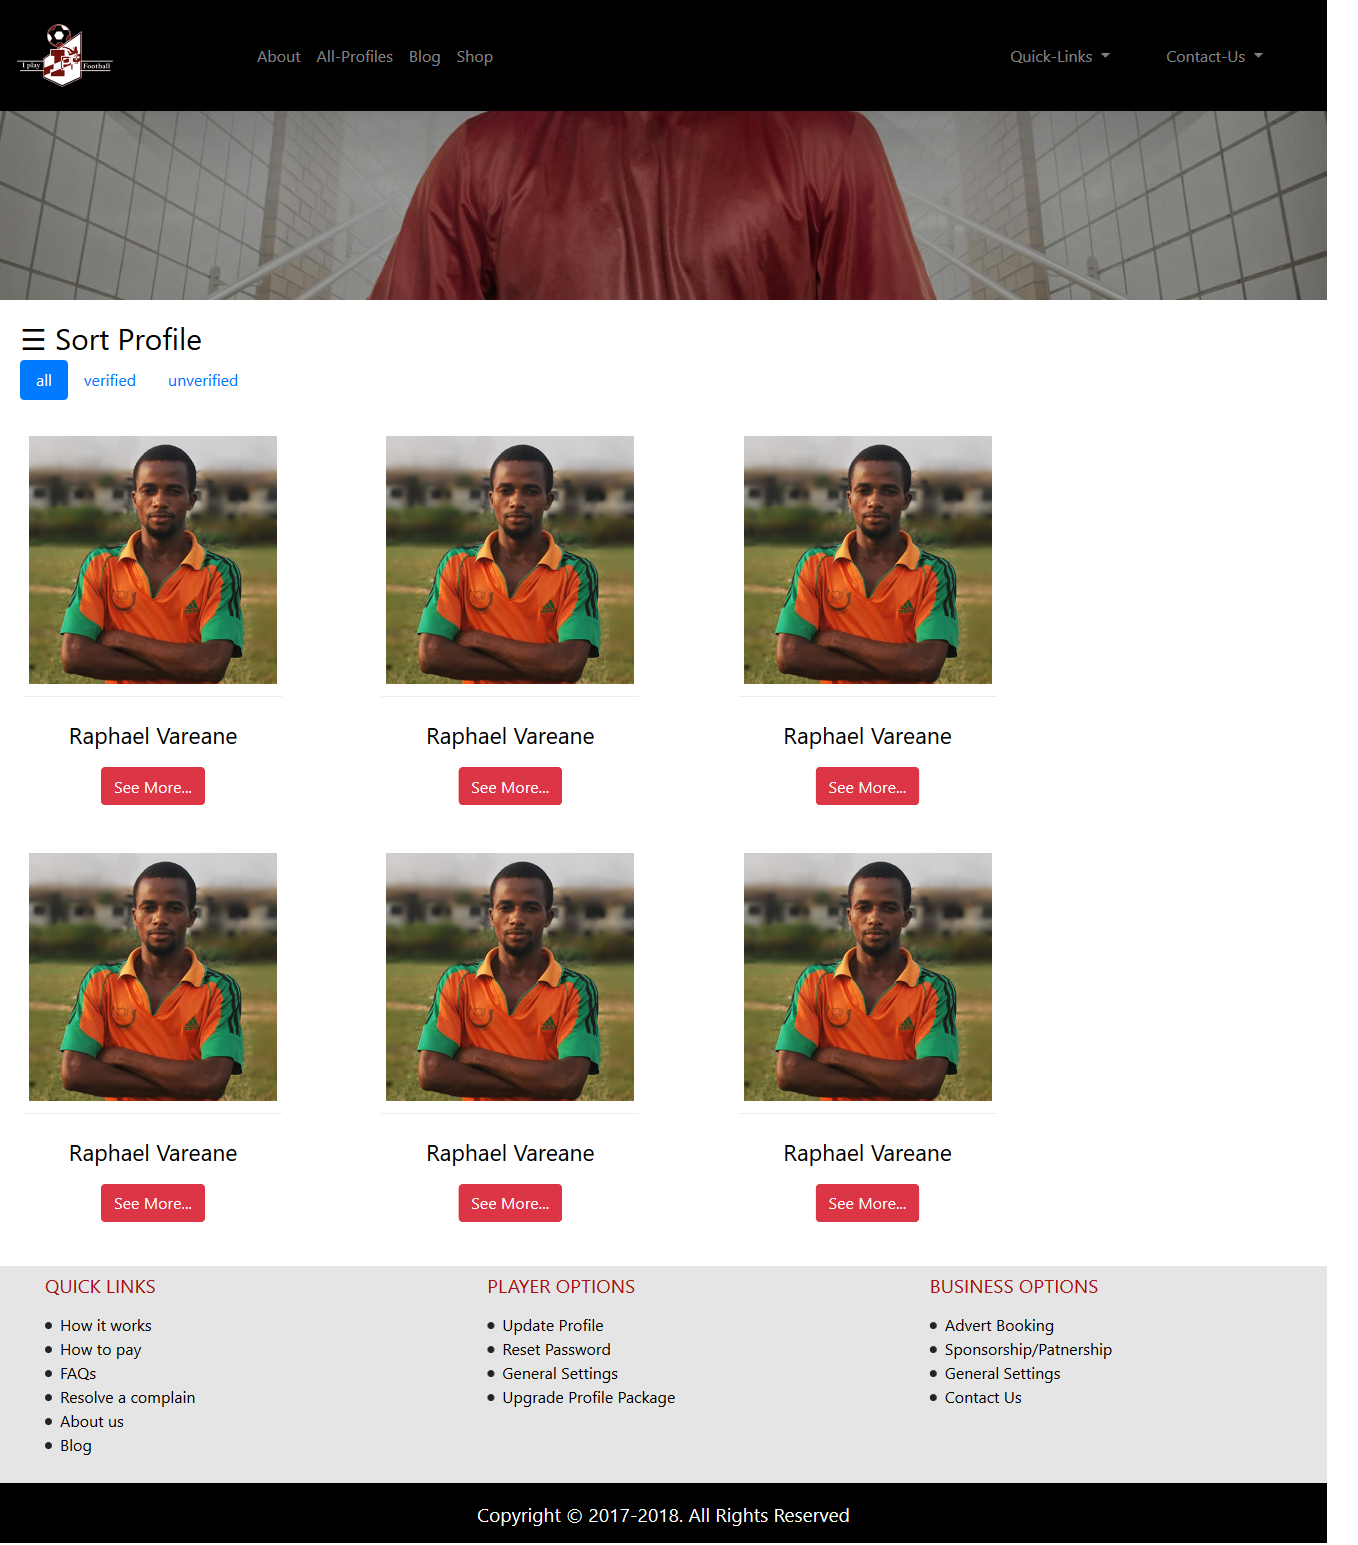 I play Football
About All-Profiles Blog Shop Quick-Links Contact-Us
☰ Sort Profile
all verified unverified
Raphael Vareane Raphael Vareane Raphael Vareane
See More... See More... See More...
Raphael Vareane Raphael Vareane Raphael Vareane
See More... See More... See More...
QUICK LINKS
How it works
How to pay
FAQs
Resolve a complain
About us
Blog
PLAYER OPTIONS
Update Profile
Reset Password
General Settings
Upgrade Profile Package
BUSINESS OPTIONS
Advert Booking
Sponsorship/Patnership
General Settings
Contact Us
Copyright © 2017-2018. All Rights Reserved